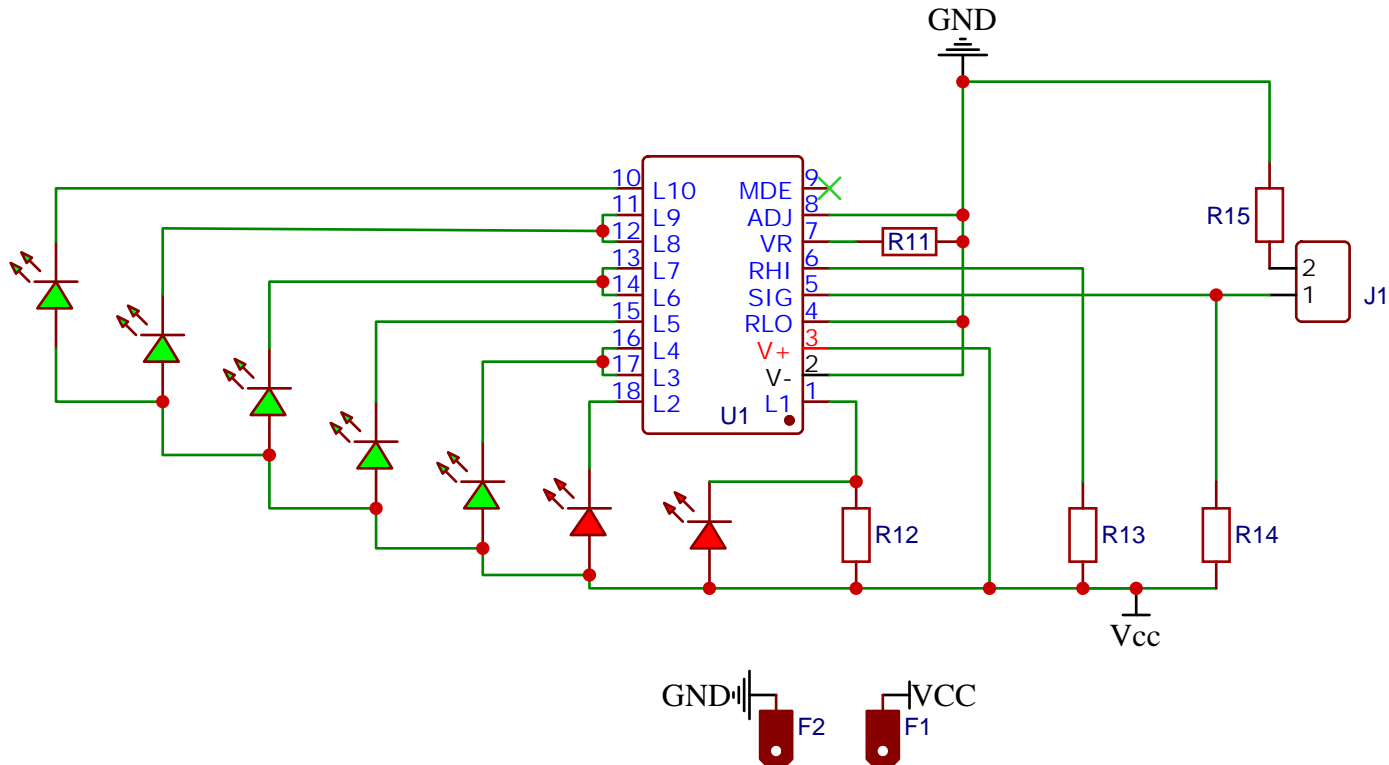 GND
10 L10 MDE 9
11 L9 ADJ 8
12 L8 VR 7 R11
13 L7 RHI 6
14 L6 SIG 5
15 L5 RLO 4
16 L4 V+ 3
17 L3 V- 2
18 L2 L1 1
U1
R15
2
1
J1
R12 R13 R14
Vcc
GND VCC
F2 F1